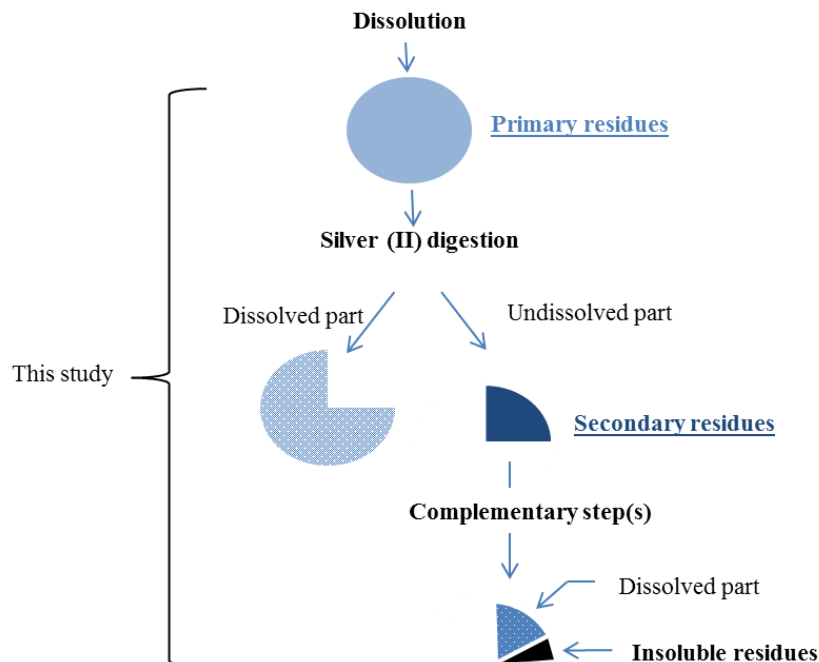 Dissolution
Primary residues
Silver (II) digestion
Dissolved part
Undissolved part
This study
Secondary residues
Complementary step(s)
Dissolved part
Insoluble residues